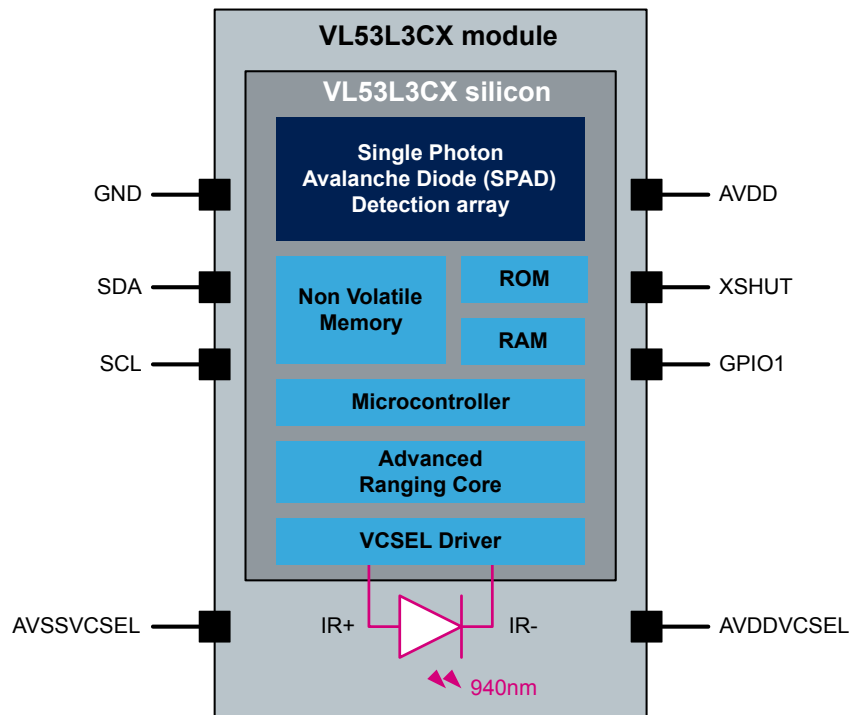 VL53L3CX module
VL53L3CX silicon
Single Photon
Avalanche Diode (SPAD)
Detection array
GND
AVDD
SDA
Non Volatile
Memory
ROM
XSHUT
RAM
SCL
GPIO1
Microcontroller
Advanced
Ranging Core
VCSEL Driver
AVSSVCSEL
IR+
IR-
AVDDVCSEL
940nm